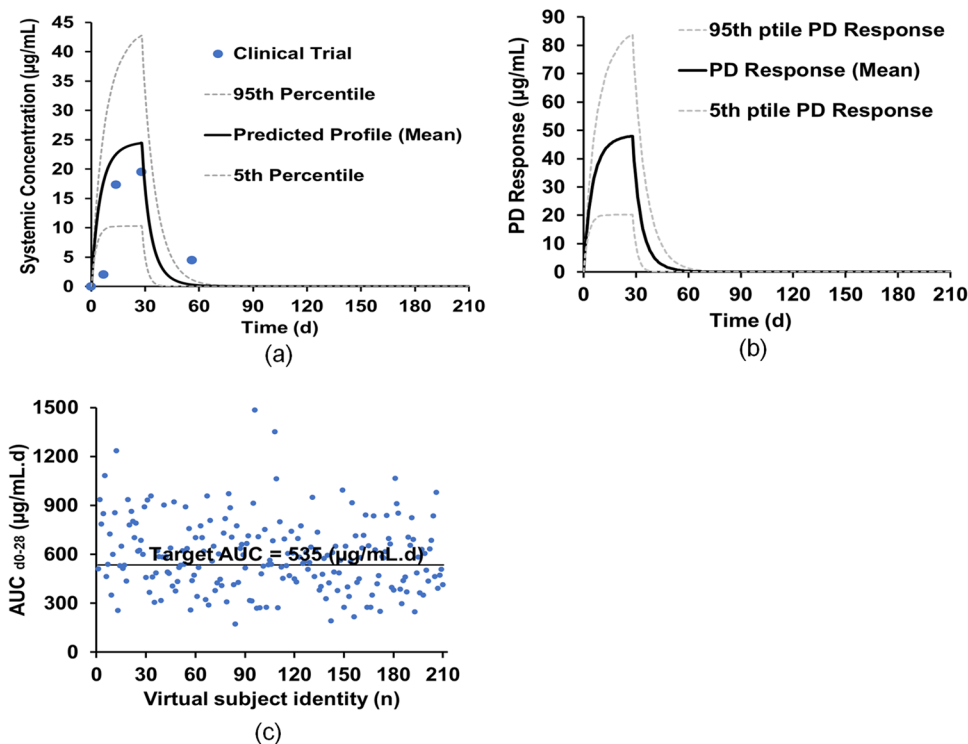 (a)
Systemic Concentration (µg/mL)
45
40
35
30
25
20
15
10
5
0
0 30 60 90 120 150 180 210
Time (d)
Clinical Trial
95th Percentile
Predicted Profile (Mean)
5th Percentile
(a)
(b)
PD Response (µg/mL)
90
80
70
60
50
40
30
20
10
0
0 30 60 90 120 150 180 210
Time (d)
95th ptile PD Response
PD Response (Mean)
5th ptile PD Response
(b)
AUC d0-28 (µg/mL.d)
1500
1200
900
600
300
0
Target AUC = 535 (µg/mL.d)
0 30 60 90 120 150 180 210
Virtual subject identity (n)
(c)